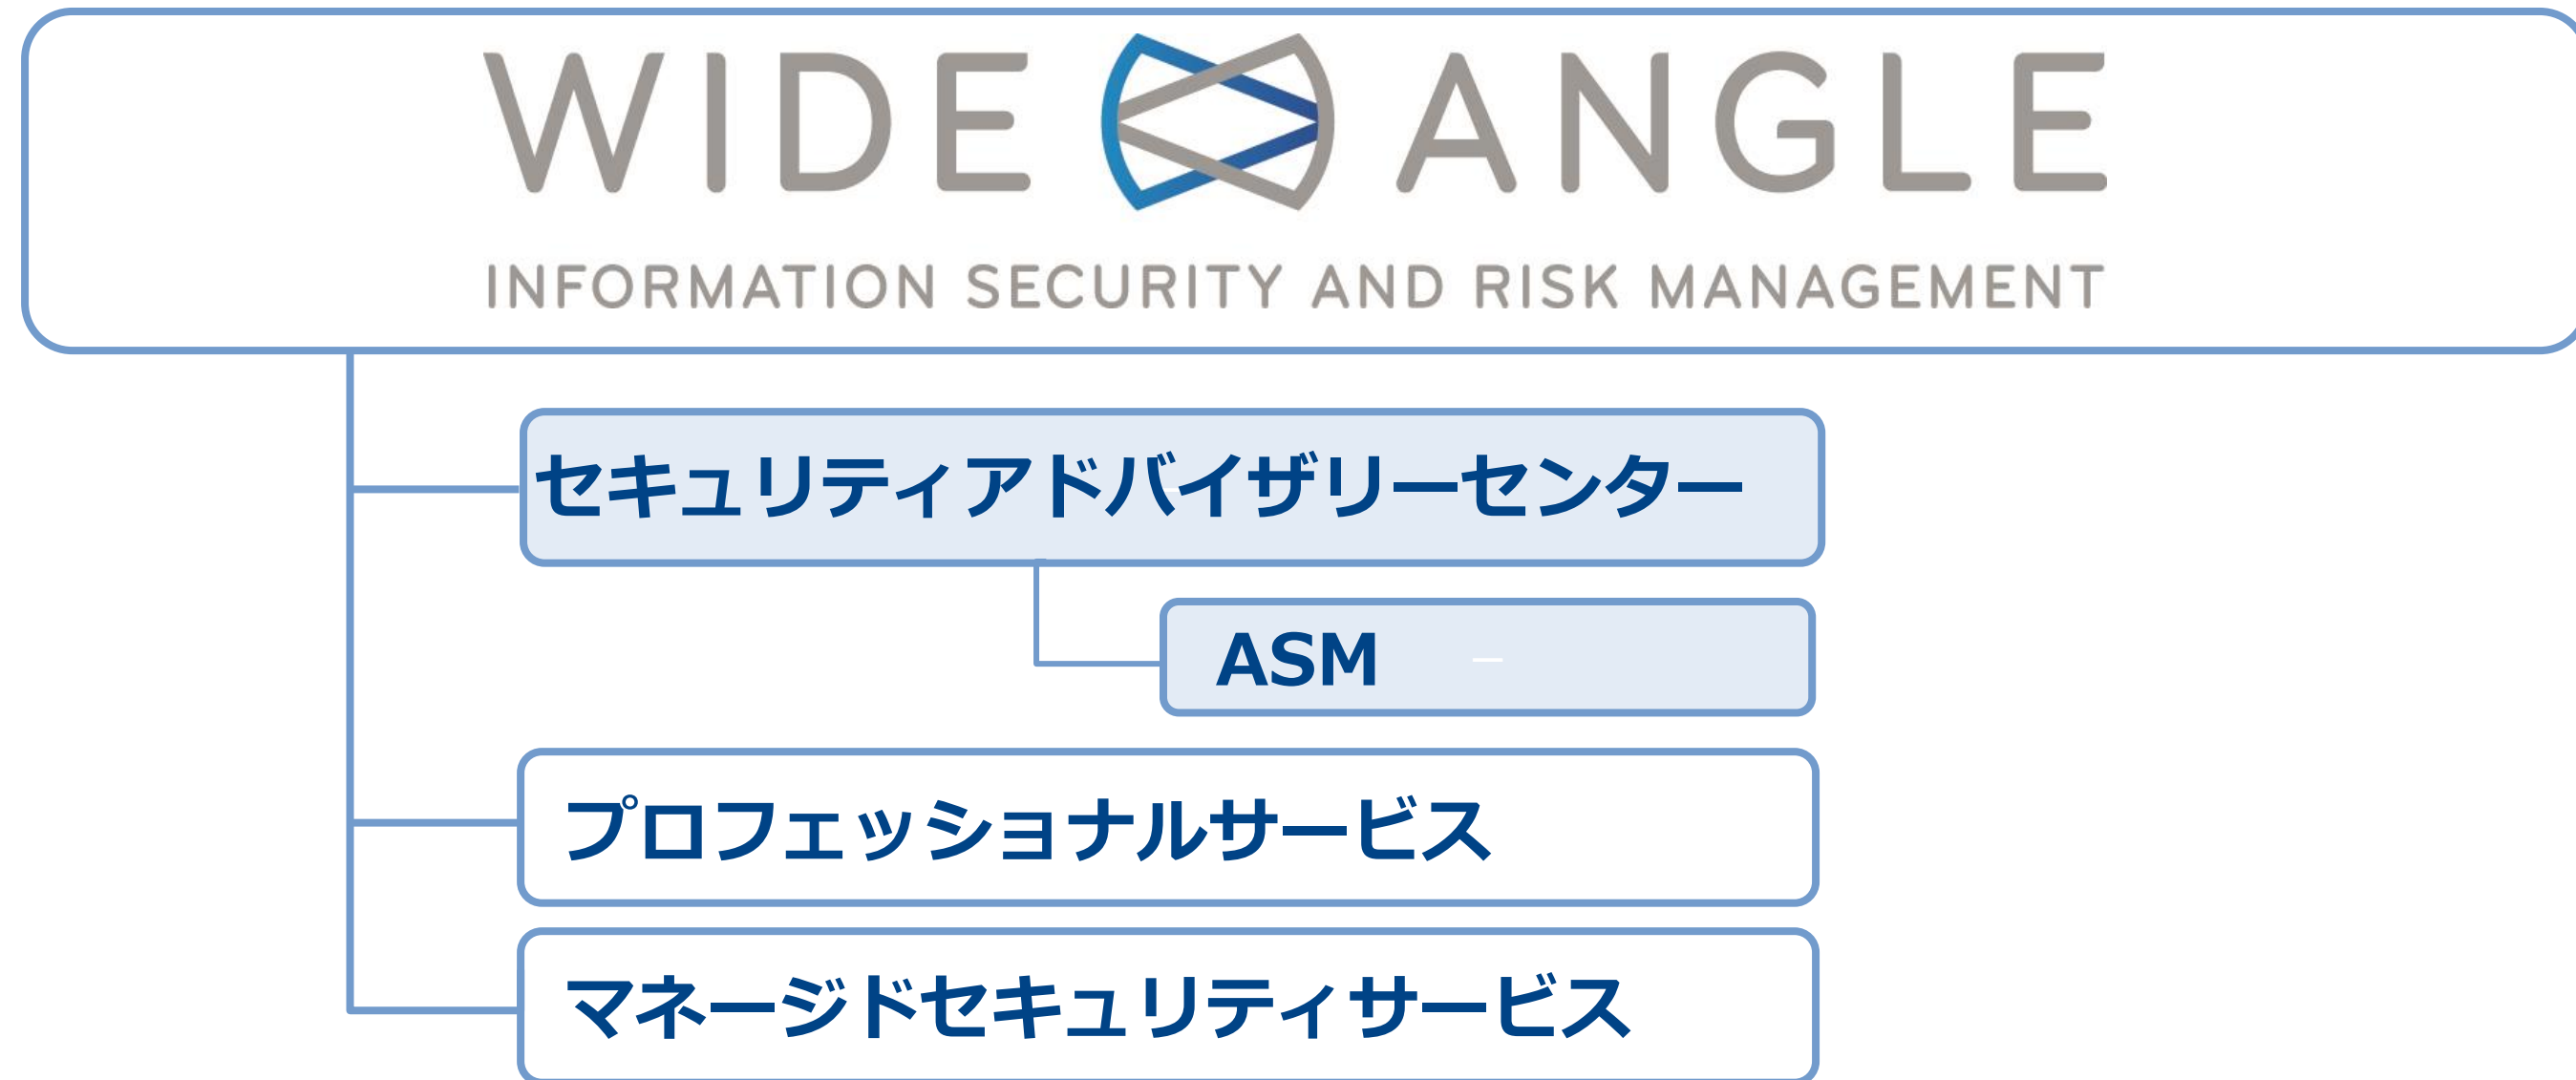 WIDE ANGLE
INFORMATION SECURITY AND RISK MANAGEMENT
セキュリティアドバイザリーセンター
ASM
プロフェッショナルサービス
マネージドセキュリティサービス